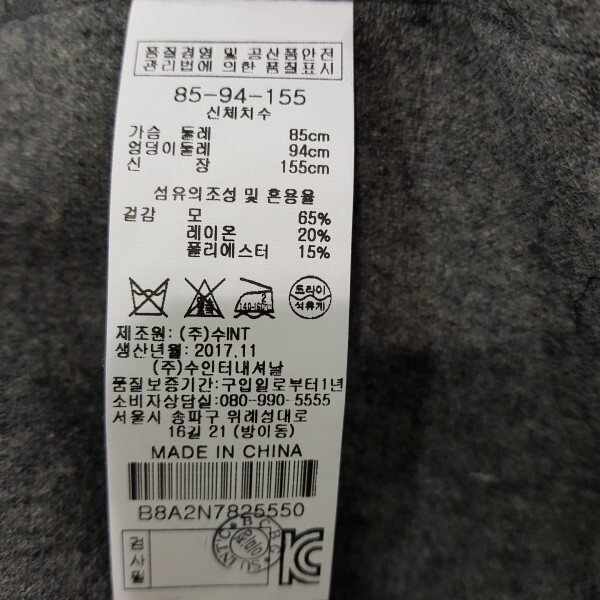 품질경영 및 공산품안전
관리법에 의한 품질표시
85-94-155
신체치수
가슴 둘레 85cm
엉덩이둘레 94cm
신 장 155cm
섬유의조성 및 혼용율
겉감 모 65%
레이온 20%
폴리에스터 15%
2
140-160℃
드라이
석유계
제조원: (주)수INT
생산년월: 2017.11
(주)수인터내셔날
품질보증기간:구입일로부터1년
소비자상담실:080-990-5555
서울시 송파구 위례성대로
16길 21 (방이동)
MADE IN CHINA
B8A2N7825550
검사필
BCBG
SU INT CO